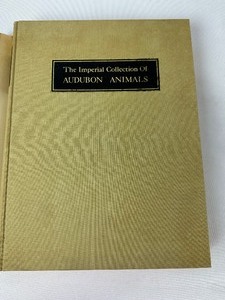 The Imperial Collection Of
AUDUBON ANIMALS